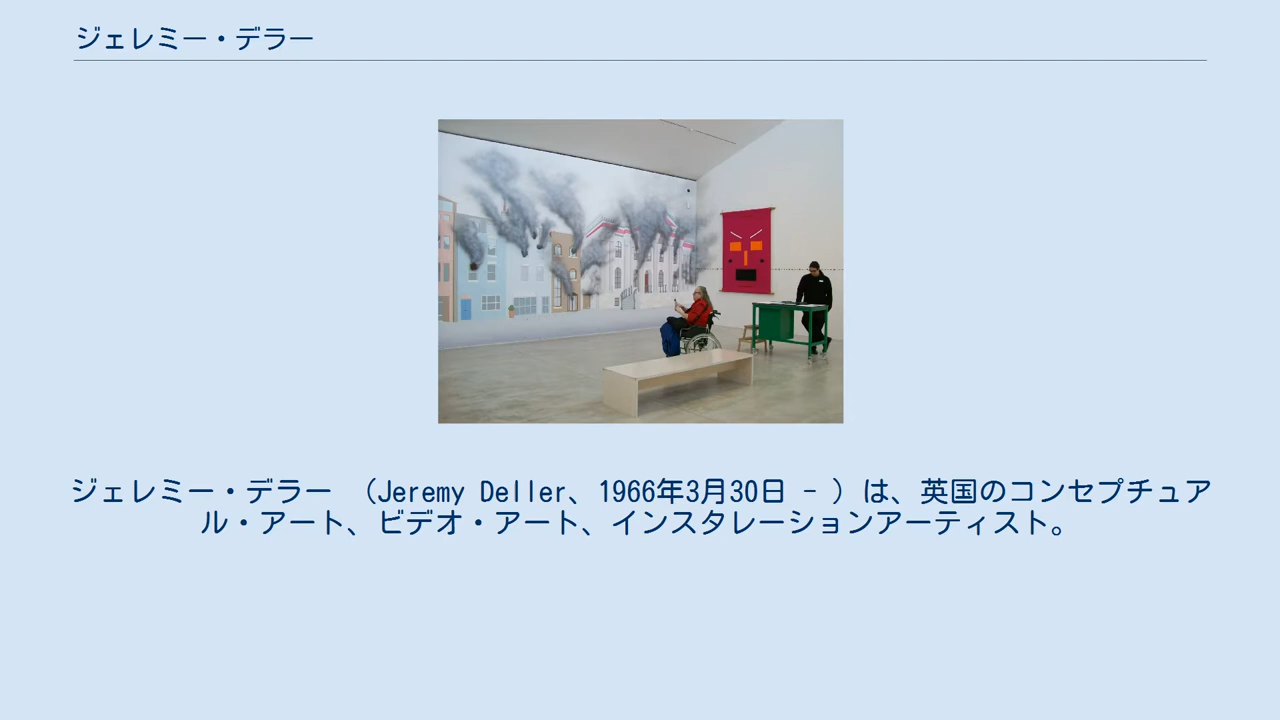 ジェレミー・デラー
ジェレミー・デラー （Jeremy Deller、1966年3月30日 - ）は、英国のコンセプチュア
ル・アート、ビデオ・アート、インスタレーションアーティスト。